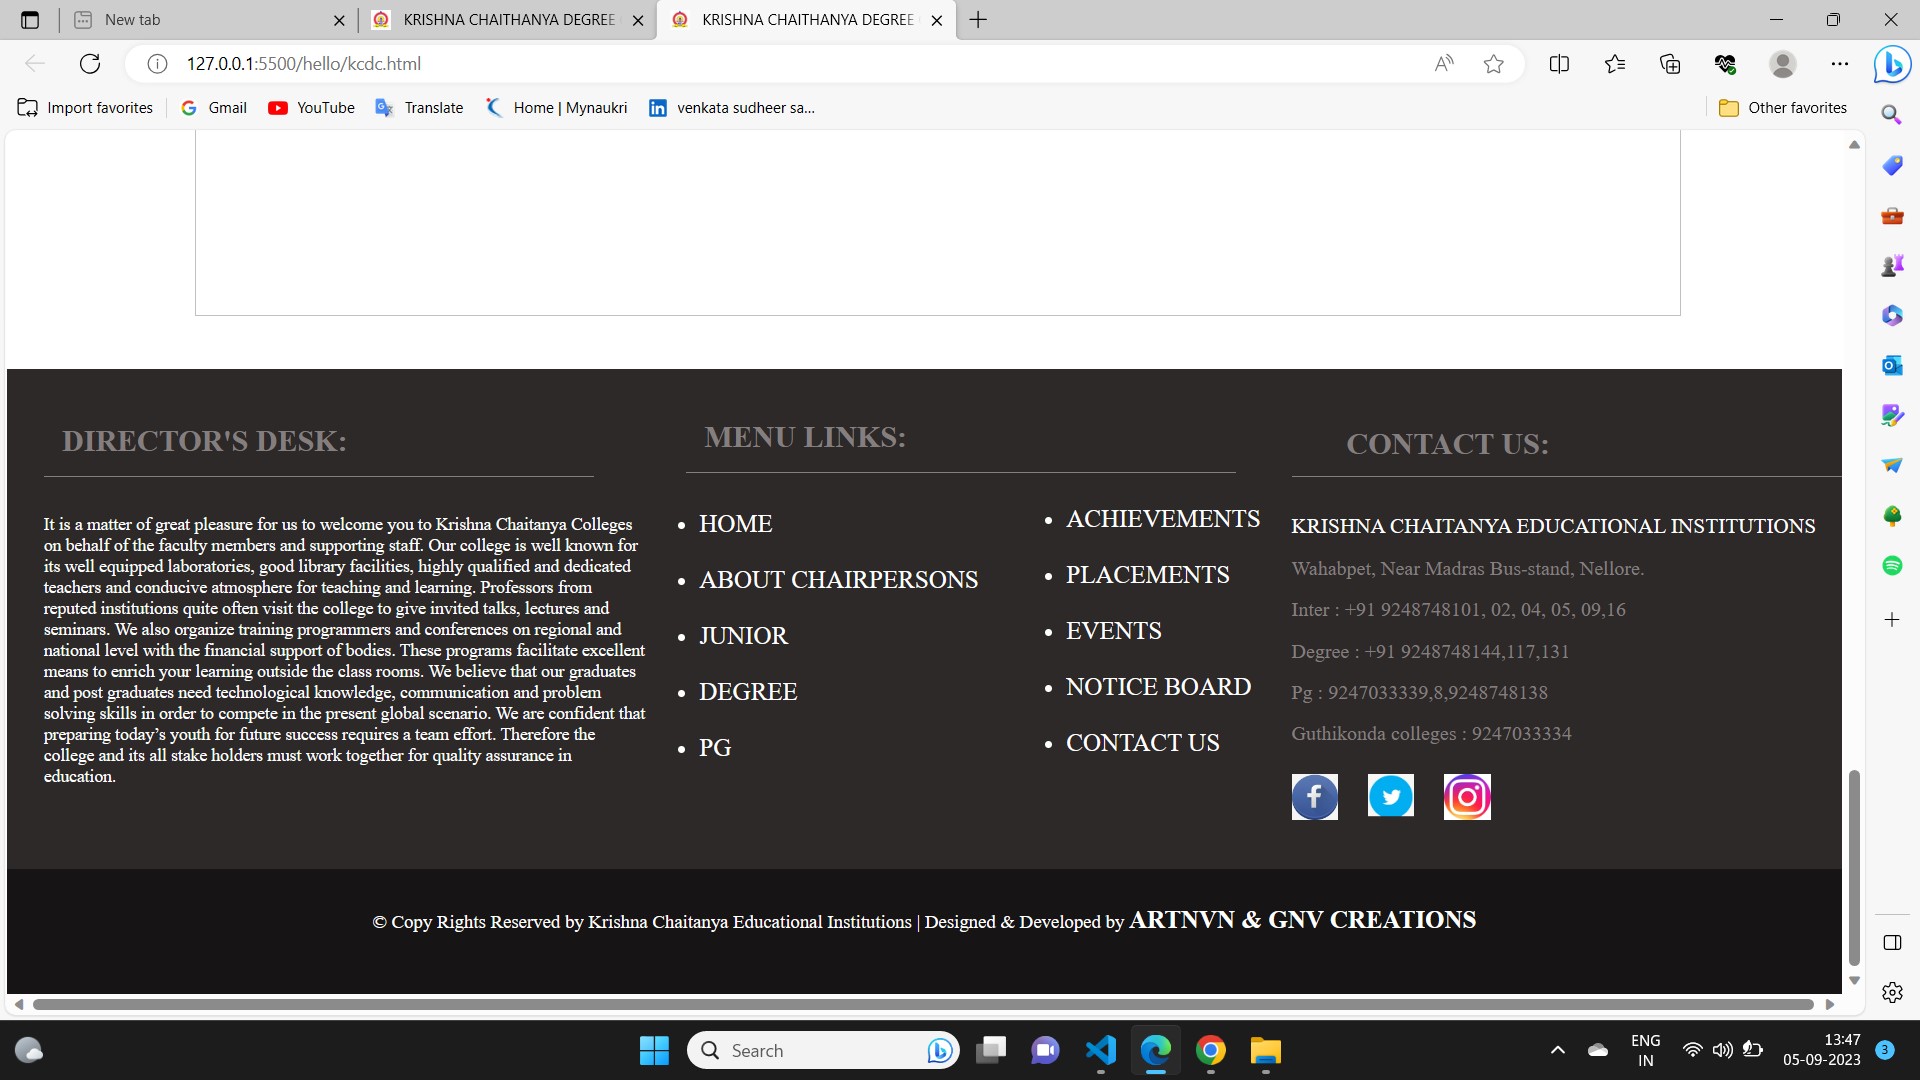 New tab
KRISHNA CHAITHANYA DEGREE
KRISHNA CHAITHANYA DEGREE
127.0.0.1:5500/hello/kcdc.html
Import favorites
Gmail
YouTube
Translate
Home | Mynaukri
venkata sudheer sa...
Other favorites
DIRECTOR'S DESK:
It is a matter of great pleasure for us to welcome you to Krishna Chaitanya Colleges
on behalf of the faculty members and supporting staff. Our college is well known for
its well equipped laboratories, good library facilities, highly qualified and dedicated
teachers and conducive atmosphere for teaching and learning. Professors from
reputed institutions quite often visit the college to give invited talks, lectures and
seminars. We also organize training programmers and conferences on regional and
national level with the financial support of bodies. These programs facilitate excellent
means to enrich your learning outside the class rooms. We believe that our graduates
and post graduates need technological knowledge, communication and problem
solving skills in order to compete in the present global scenario. We are confident that
preparing today’s youth for future success requires a team effort. Therefore the
college and its all stake holders must work together for quality assurance in
education.
MENU LINKS:
• HOME
• ABOUT CHAIRPERSONS
• JUNIOR
• DEGREE
• PG
• ACHIEVEMENTS
• PLACEMENTS
• EVENTS
• NOTICE BOARD
• CONTACT US
CONTACT US:
KRISHNA CHAITANYA EDUCATIONAL INSTITUTIONS
Wahabpet, Near Madras Bus-stand, Nellore.
Inter : +91 9248748101, 02, 04, 05, 09,16
Degree : +91 9248748144,117,131
Pg : 9247033339,8,9248748138
Guthikonda colleges : 9247033334
© Copy Rights Reserved by Krishna Chaitanya Educational Institutions | Designed & Developed by ARTNVN & GNV CREATIONS
Search
ENG
IN
13:47
05-09-2023
3